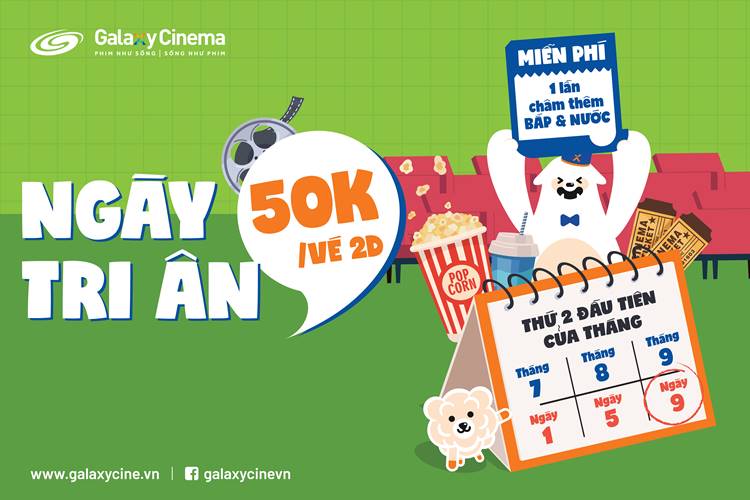 Galaxy Cinema
PHIM NHƯ SỐNG | SỐNG NHƯ PHIM
MIỄN PHÍ
1 lần
châm thêm
BẮP & NƯỚC
NGÀY
TRI ÂN
50K
/VÉ 2D
POP
CORN
CINEMA
TICKET
THỨ 2 ĐẦU TIÊN
CỦA THÁNG
Tháng 7
Tháng 8
Tháng 9
Ngày 1
Ngày 5
Ngày 9
www.galaxycine.vn | galaxycinevn